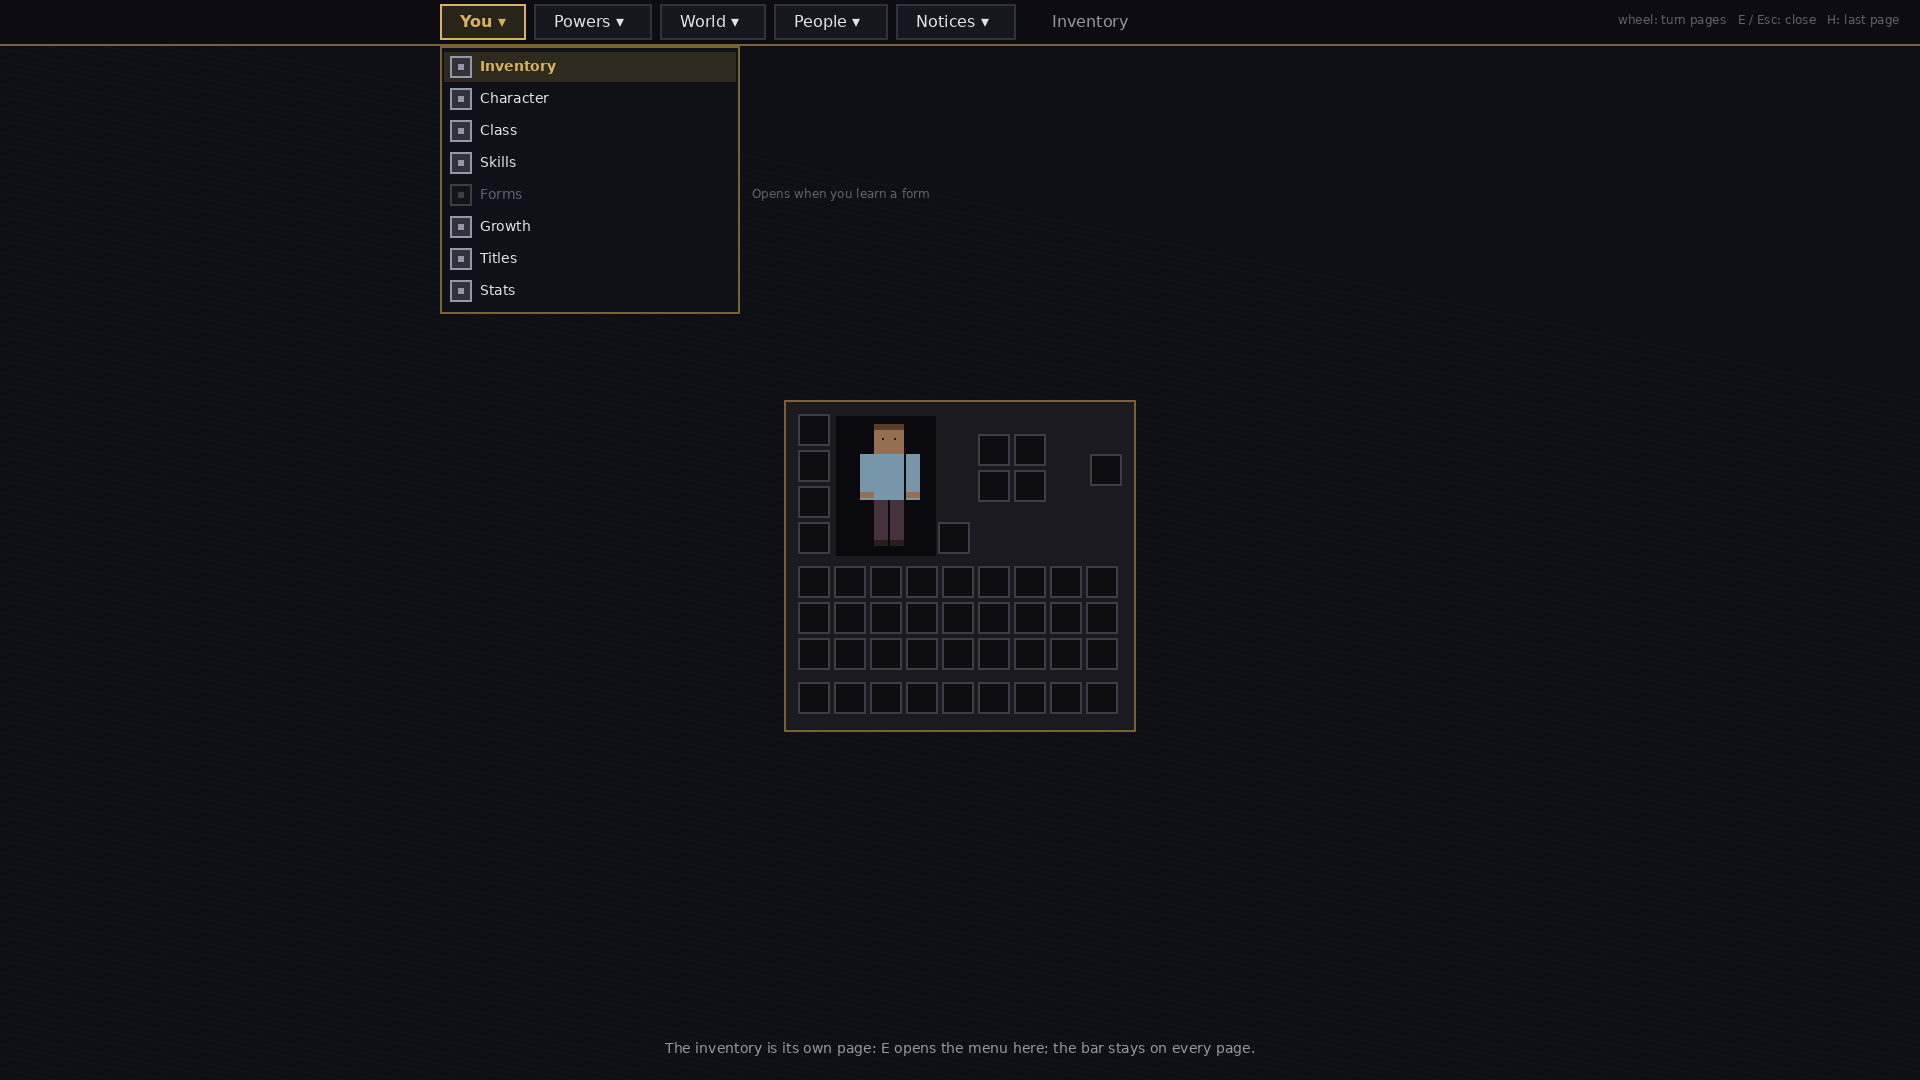 You ▾ Powers ▾ World ▾ People ▾ Notices ▾ Inventory wheel: turn pages E / Esc: close H: last page
Inventory
Character
Class
Skills
Forms Opens when you learn a form
Growth
Titles
Stats
The inventory is its own page: E opens the menu here; the bar stays on every page.